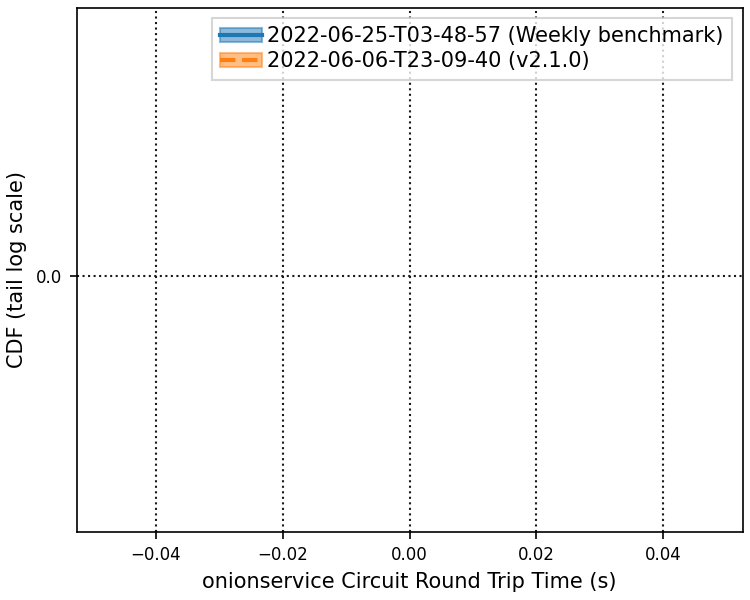 2022-06-25-T03-48-57 (Weekly benchmark)
2022-06-06-T23-09-40 (v2.1.0)
CDF (tail log scale)
0.0
−0.04
−0.02
0.00
0.02
0.04
onionservice Circuit Round Trip Time (s)